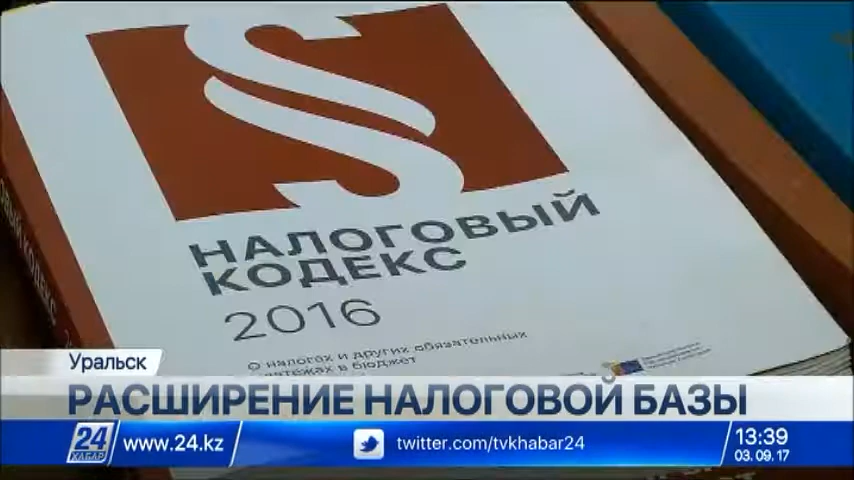 НАЛОГОВЫЙ
КОДЕКС
2016
О налогах и других обязательных
платежах в бюджет
КОДЕКС
Уральск
РАСШИРЕНИЕ НАЛОГОВОЙ БАЗЫ
24
ХАБАР
www.24.kz
twitter.com/tvkhabar24
13:39
03.09.17